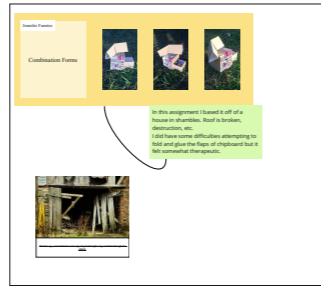 Jennifer Fuentes
Combination Forms
In this assignment I based it off of a
house in shambles. Roof is broken,
destruction, etc.
I did have some difficulties attempting to
fold and glue the flaps of chipboard but it
felt somewhat therapeutic.